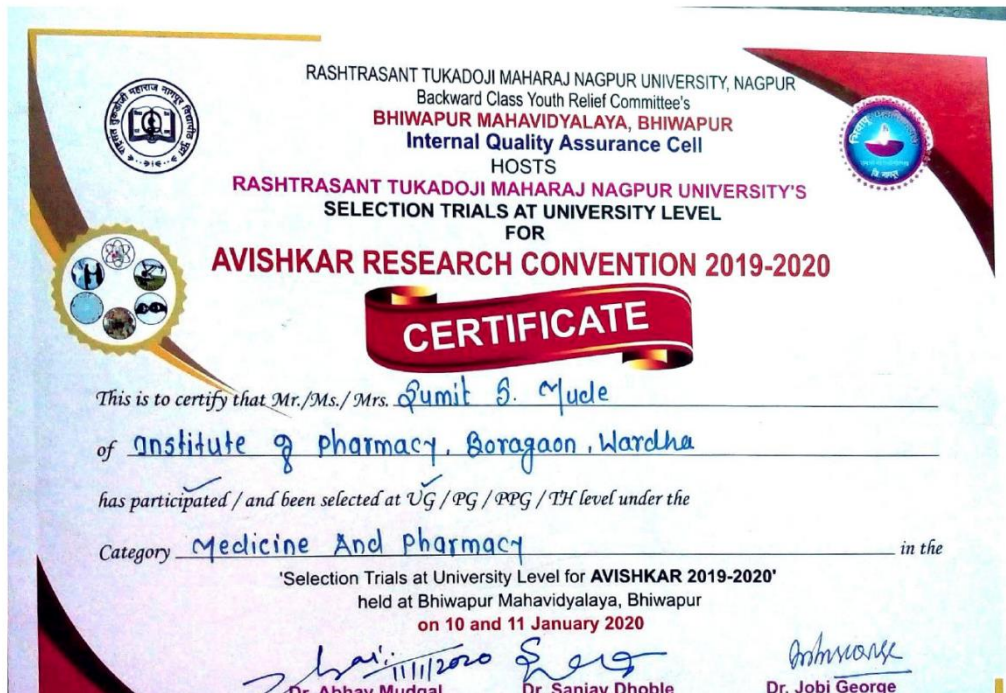 RASHTRASANT TUKADOJI MAHARAJ NAGPUR UNIVERSITY, NAGPUR
Backward Class Youth Relief Committee's
BHIWAPUR MAHAVIDYALAYA, BHIWAPUR
Internal Quality Assurance Cell
HOSTS
RASHTRASANT TUKADOJI MAHARAJ NAGPUR UNIVERSITY'S
SELECTION TRIALS AT UNIVERSITY LEVEL
FOR
AVISHKAR RESEARCH CONVENTION 2019-2020
CERTIFICATE
This is to certify that Mr./Ms./Mrs. Sumit S. Mude
of Institute of Pharmacy, Boragaon, Wardha
has participated / and been selected at UG / PG / PPG / TH level under the
Category Medicine And Pharmacy in the
'Selection Trials at University Level for AVISHKAR 2019-2020'
held at Bhiwapur Mahavidyalaya, Bhiwapur
on 10 and 11 January 2020
11/1/2020
Dr. Abhay Mudgal Dr. Sanjay Dhoble Dr. Jobi George